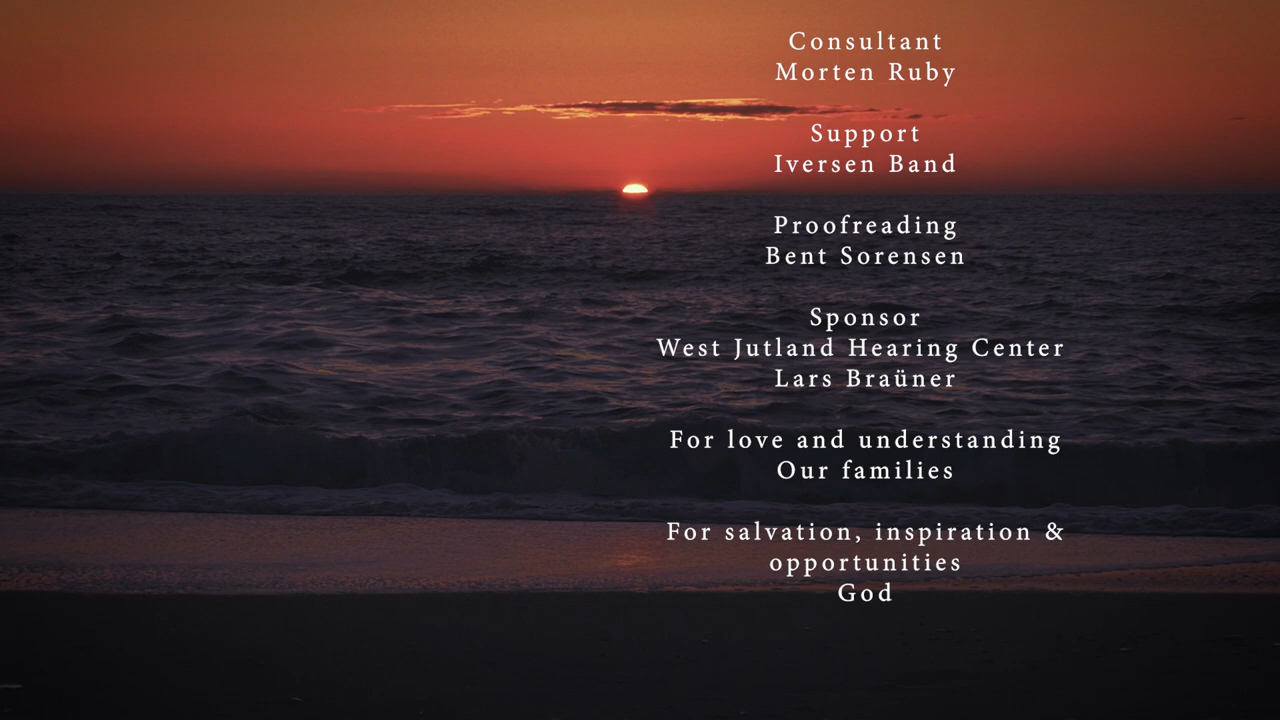 Consultant
Morten Ruby
Support
Iversen Band
Proofreading
Bent Sorensen
Sponsor
West Jutland Hearing Center
Lars Braüner
For love and understanding
Our families
For salvation, inspiration &
opportunities
God